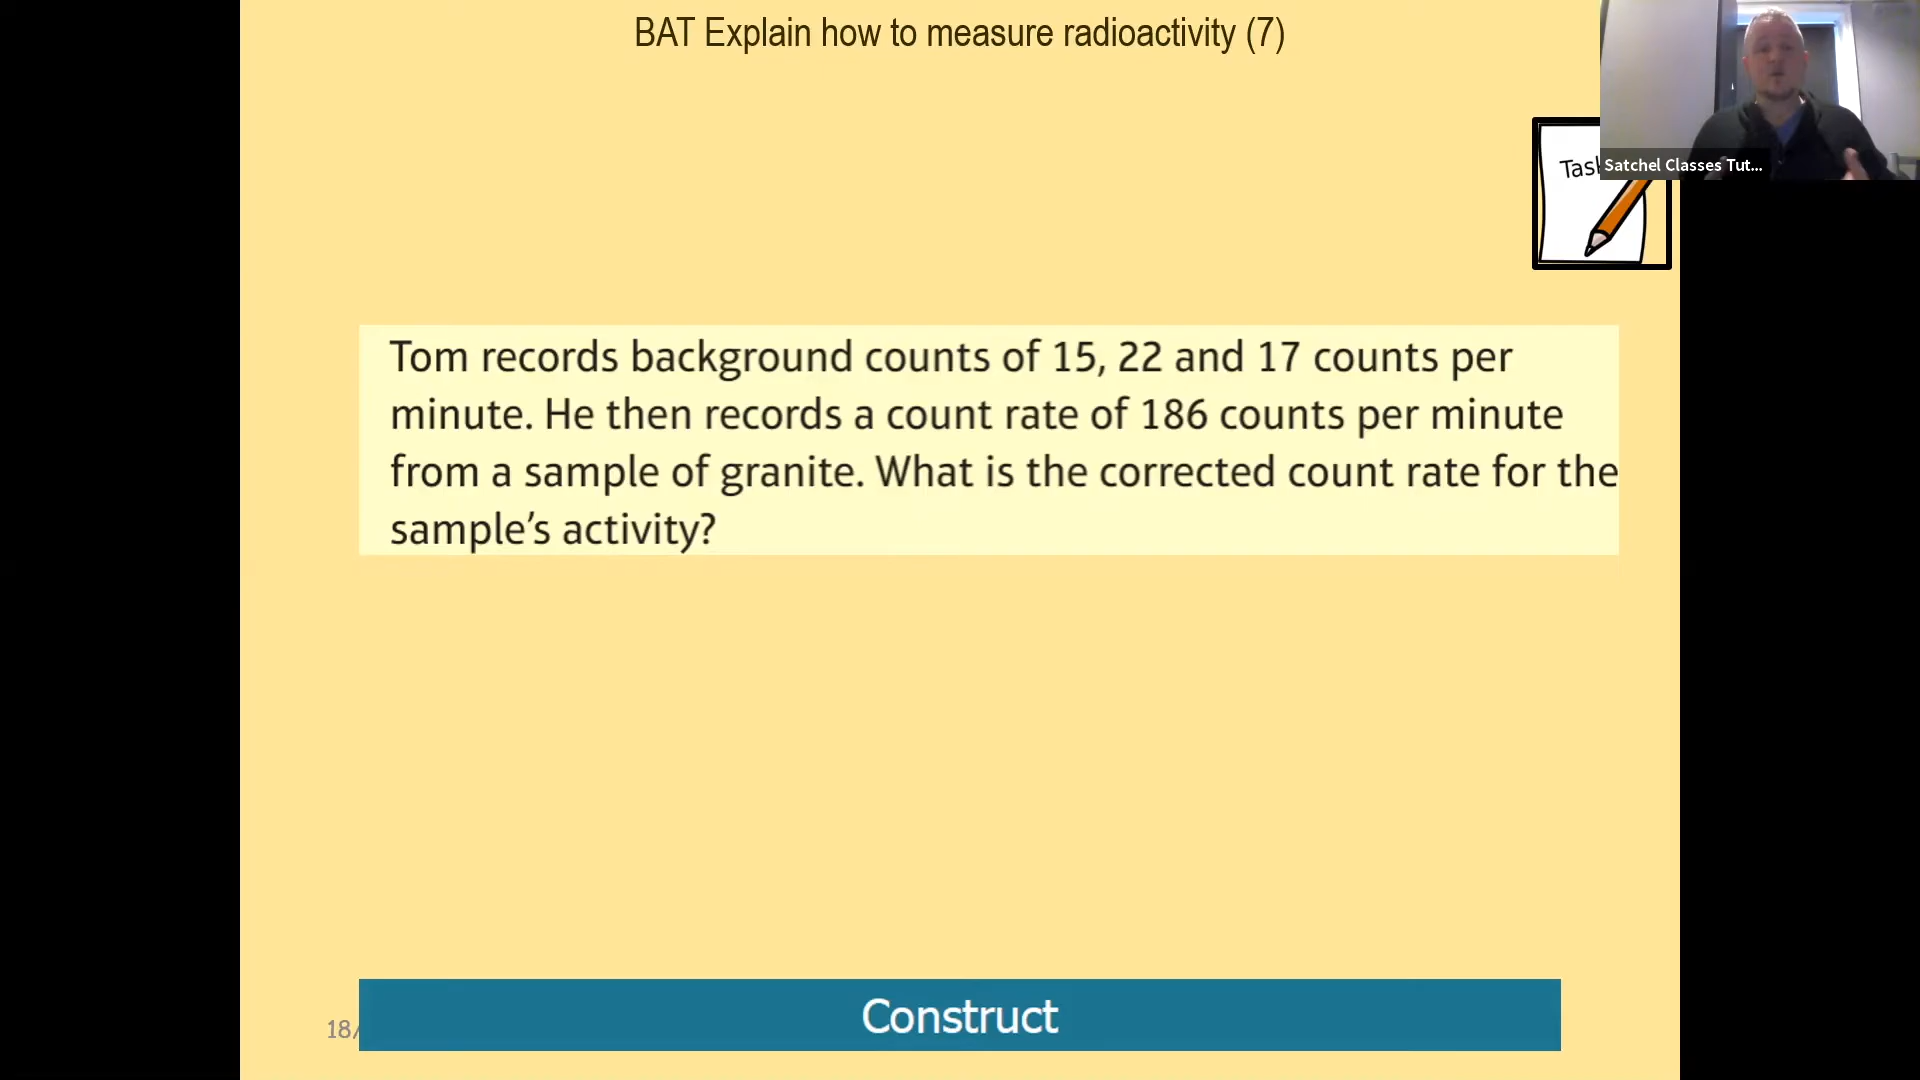 BAT Explain how to measure radioactivity (7)
Satchel Classes Tut...
Tom records background counts of 15, 22 and 17 counts per
minute. He then records a count rate of 186 counts per minute
from a sample of granite. What is the corrected count rate for the
sample’s activity?
Construct
18/